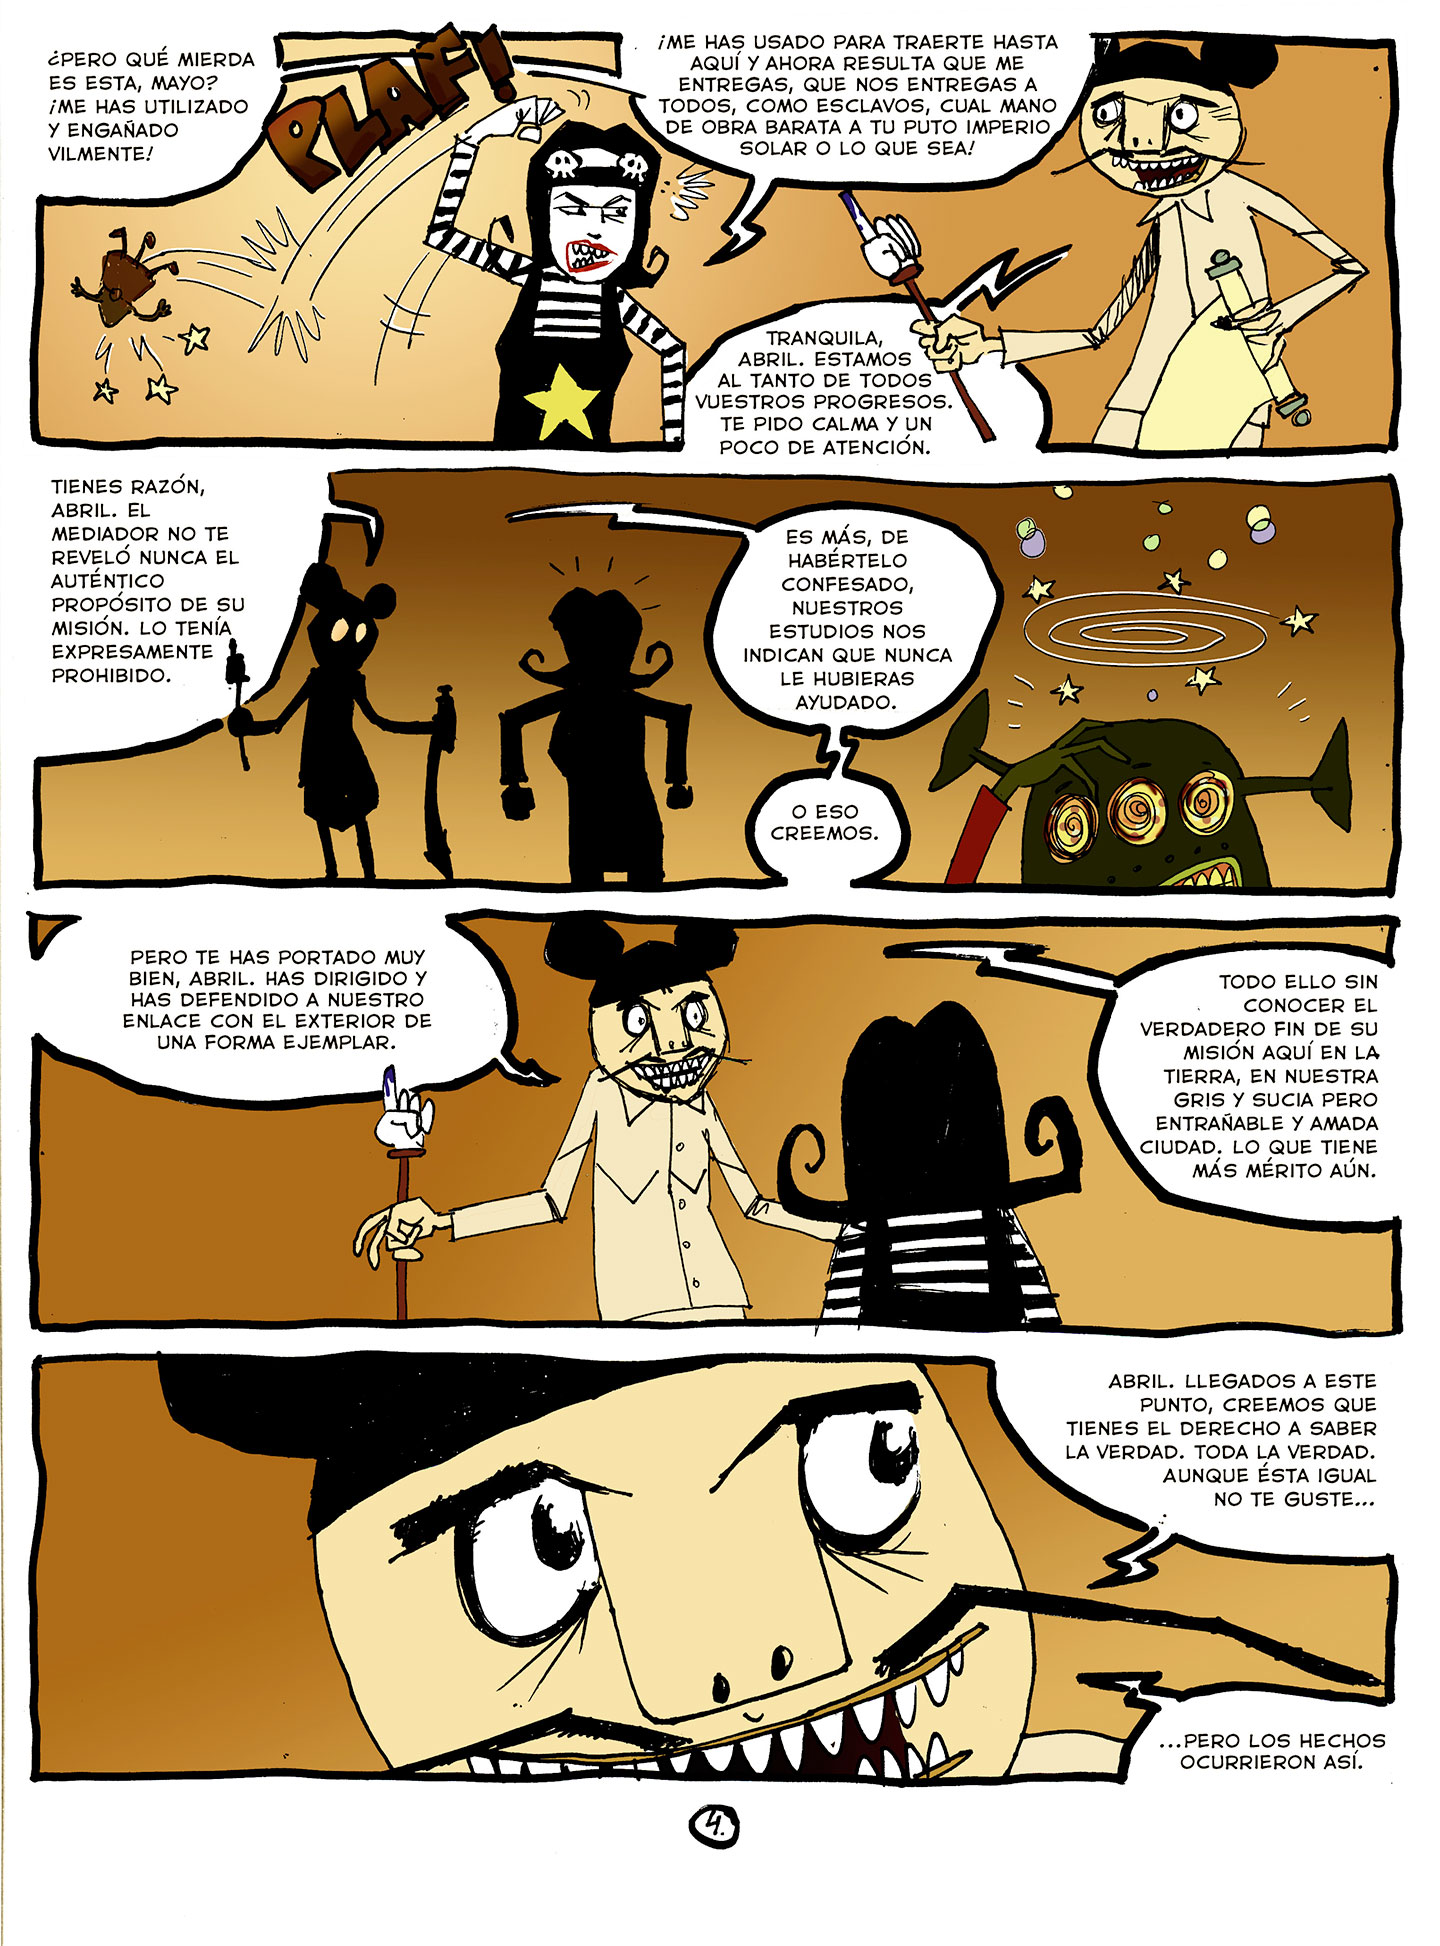 ¿PERO QUÉ MIERDA
ES ESTA, MAYO?
¡ME HAS UTILIZADO
Y ENGAÑADO
VILMENTE!
PLAF!
¡ME HAS USADO PARA TRAERTE HASTA
AQUÍ Y AHORA RESULTA QUE ME
ENTREGAS, QUE NOS ENTREGAS A
TODOS, COMO ESCLAVOS, CUAL MANO
DE OBRA BARATA A TU PUTO IMPERIO
SOLAR O LO QUE SEA!
TRANQUILA,
ABRIL. ESTAMOS
AL TANTO DE TODOS
VUESTROS PROGRESOS.
TE PIDO CALMA Y UN
POCO DE ATENCIÓN.
TIENES RAZÓN,
ABRIL. EL
MEDIADOR NO TE
REVELÓ NUNCA EL
AUTÉNTICO
PROPÓSITO DE SU
MISIÓN. LO TENÍA
EXPRESAMENTE
PROHIBIDO.
ES MÁS, DE
HABÉRTELO
CONFESADO,
NUESTROS
ESTUDIOS NOS
INDICAN QUE NUNCA
LE HUBIERAS
AYUDADO.
O ESO
CREEMOS.
PERO TE HAS PORTADO MUY
BIEN, ABRIL. HAS DIRIGIDO Y
HAS DEFENDIDO A NUESTRO
ENLACE CON EL EXTERIOR DE
UNA FORMA EJEMPLAR.
TODO ELLO SIN
CONOCER EL
VERDADERO FIN DE SU
MISIÓN AQUÍ EN LA
TIERRA, EN NUESTRA
GRIS Y SUCIA PERO
ENTRAÑABLE Y AMADA
CIUDAD. LO QUE TIENE
MÁS MÉRITO AÚN.
ABRIL. LLEGADOS A ESTE
PUNTO, CREEMOS QUE
TIENES EL DERECHO A SABER
LA VERDAD. TODA LA VERDAD.
AUNQUE ÉSTA IGUAL
NO TE GUSTE...
...PERO LOS HECHOS
OCURRIERON ASÍ.
4.